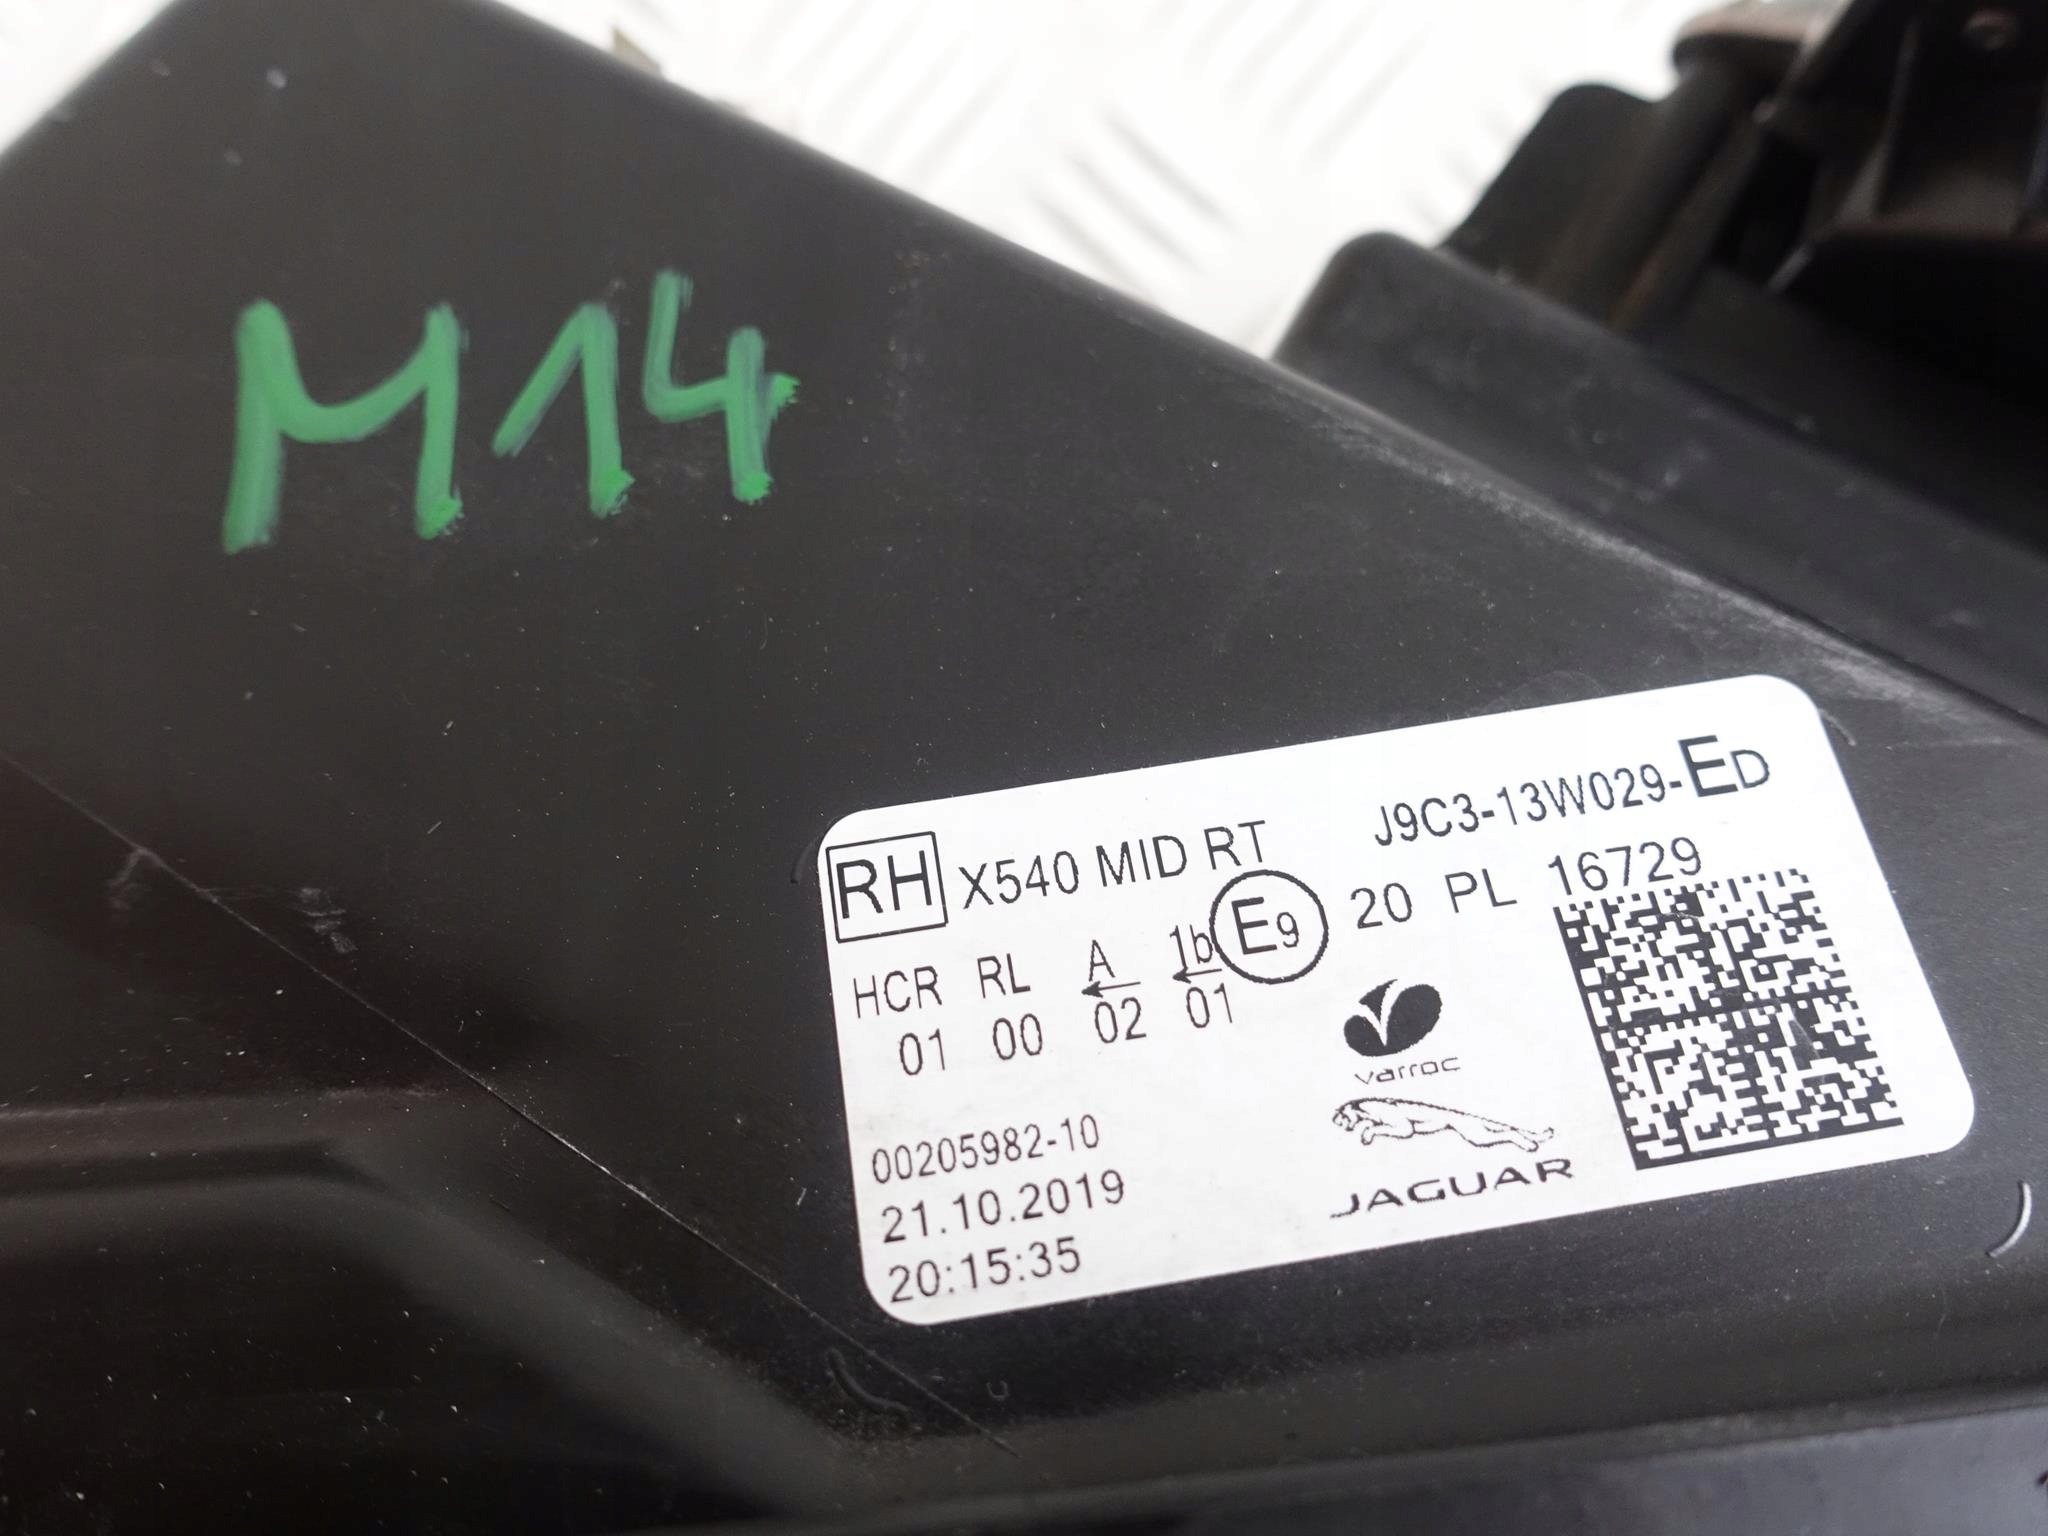 M14
RH X540 MID RT J9C3-13W029-ED
HCR RL A 1b E9 20 PL 16729
01 00 02 01
varroc
00205982-10
21.10.2019
JAGUAR
20:15:35